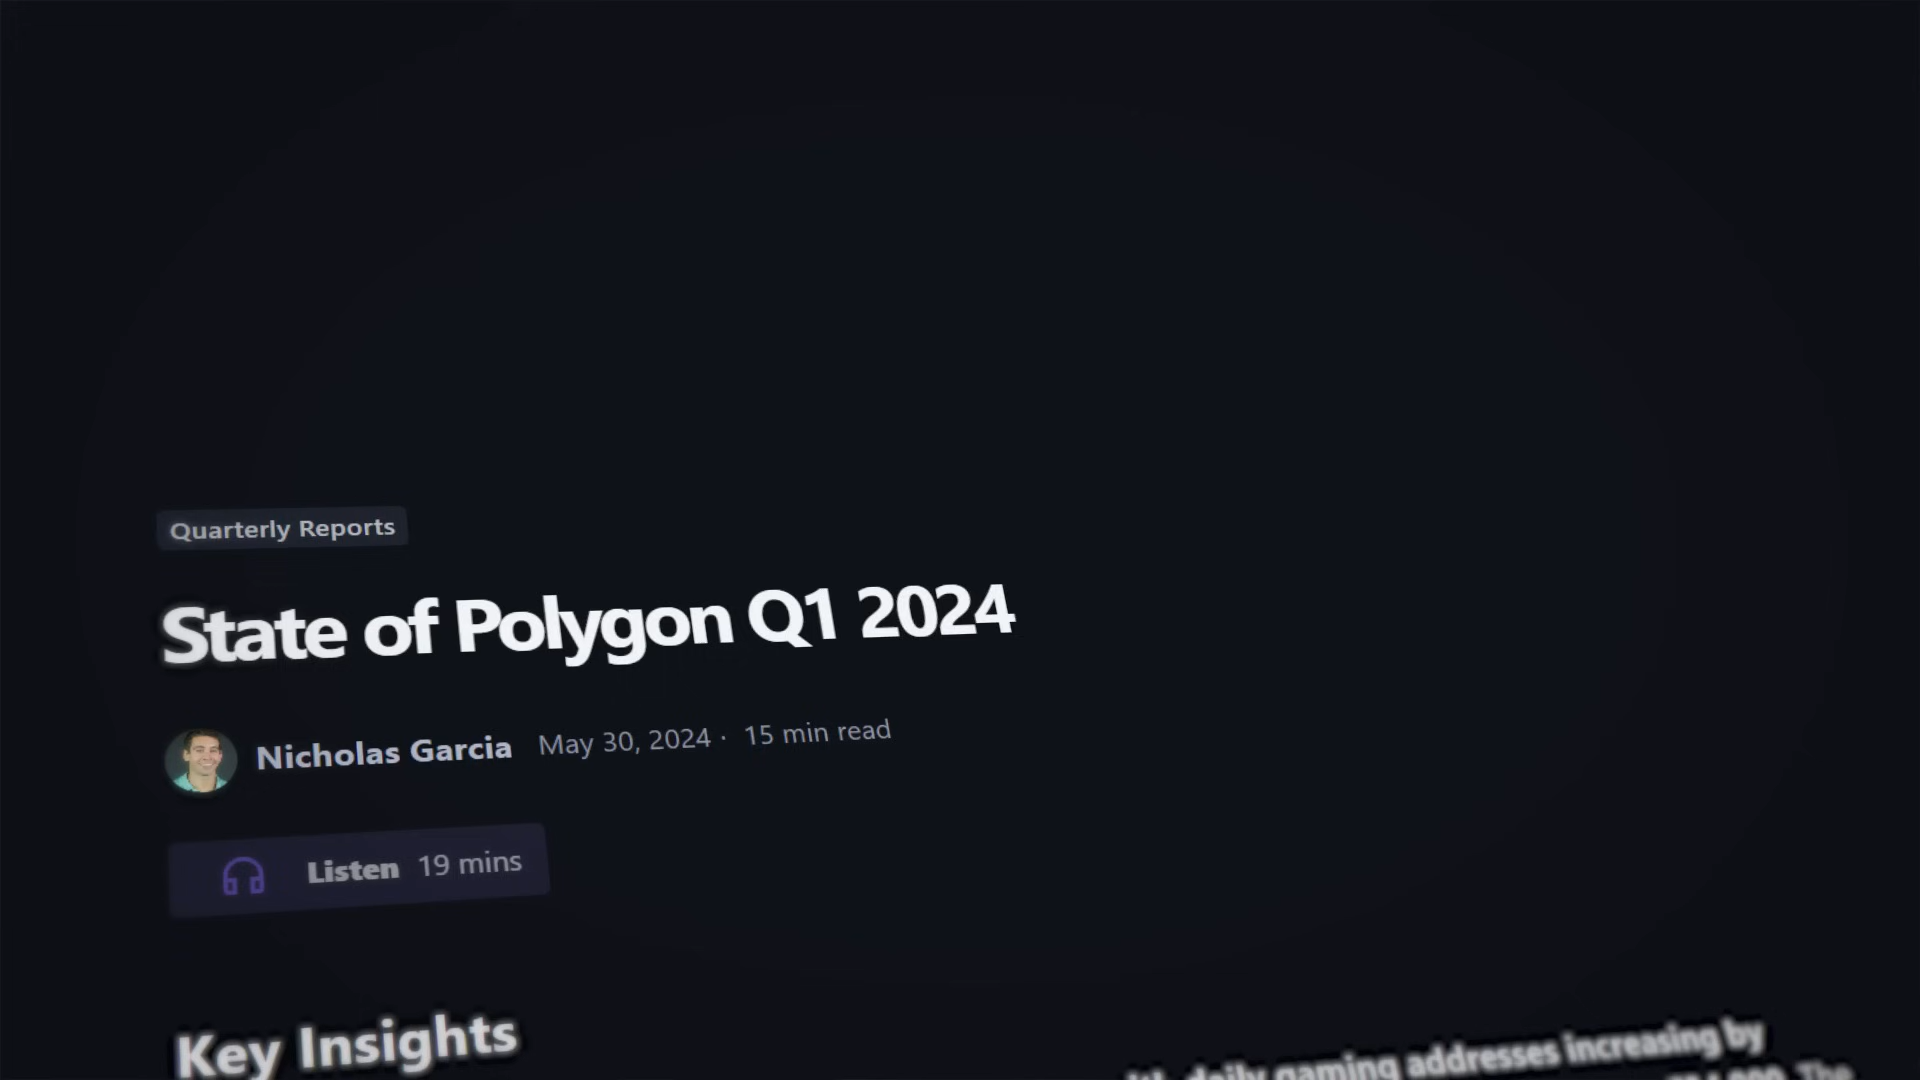 Quarterly Reports
State of Polygon Q1 2024
Nicholas Garcia May 30, 2024 · 15 min read
Listen 19 mins
Key Insights
daily gaming addresses increasing by
The